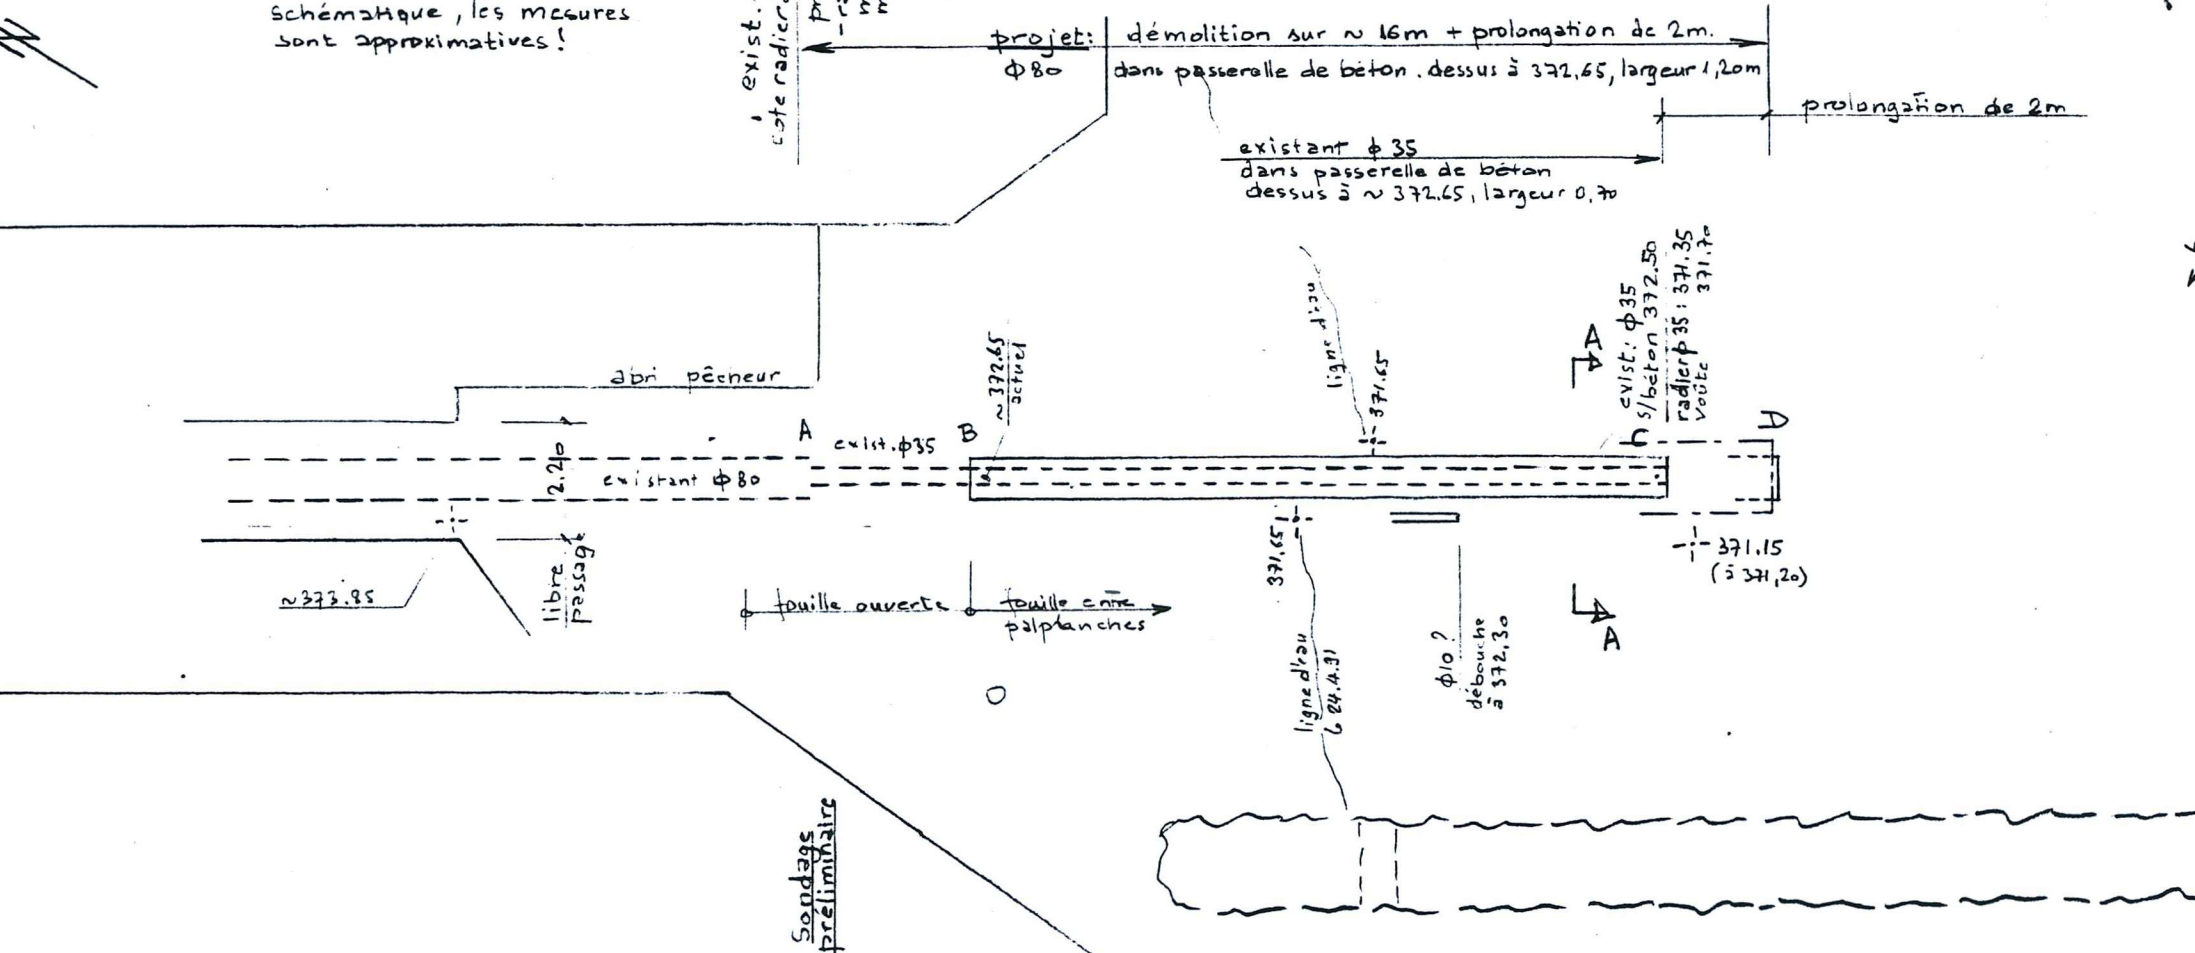 schématique, les mesures
sont approximatives!
exist.
cote radier
projet: démolition sur ~ 16m + prolongation de 2m.
ϕ80 dans passerelle de béton. dessus à 372,65, largeur 1,20m
prolongation de 2m
existant ϕ 35
dans passerelle de béton
dessus à ~ 372.65, largeur 0,70
abri pêcheur
~372.65
actuel
ligne d'eau
371.65
A
exist: ϕ35
s/béton 372.50
radier ϕ35: 371.35
voûte 371.70
A
exist. ϕ35
B
C
D
2.20
existant ϕ 80
libre
passage
~373.85
fouille ouverte
fouille entre
palplanches
371,65
ligne d'eau
24.4.91
ϕ10?
débouche
à 372,30
371.15
(à 371,20)
A
Sondage
préliminaire